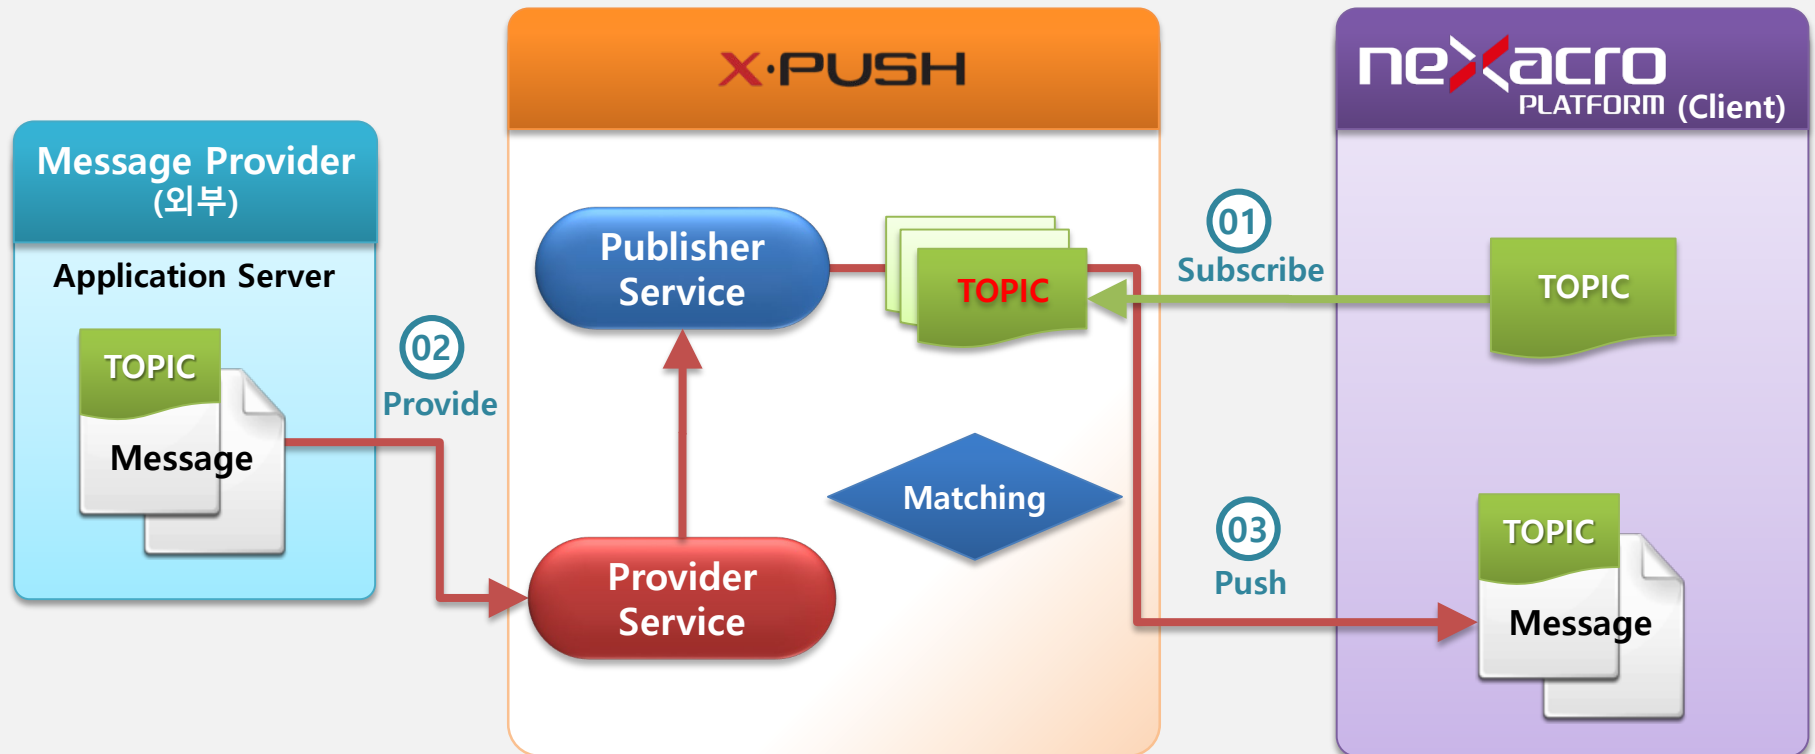 Message Provider
(외부)
Application Server
TOPIC
Message
02
Provide
X·PUSH
Publisher
Service
TOPIC
Matching
Provider
Service
01
Subscribe
03
Push
nexacro
PLATFORM (Client)
TOPIC
TOPIC
Message